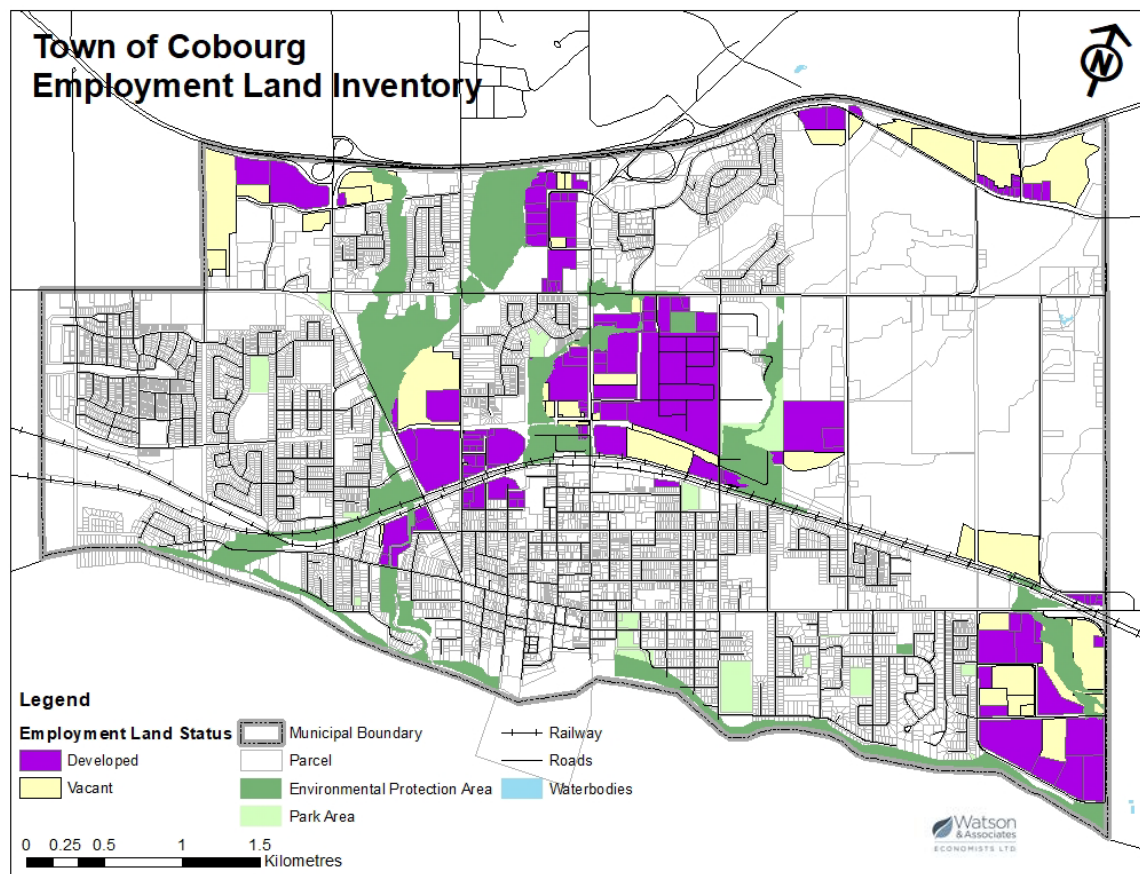 Town of Cobourg
Employment Land Inventory
N
Legend
Employment Land Status
Developed
Vacant
Municipal Boundary
Parcel
Environmental Protection Area
Park Area
Railway
Roads
Waterbodies
0 0.25 0.5 1 1.5
Kilometres
Watson
& Associates
ECONOMISTS LTD.